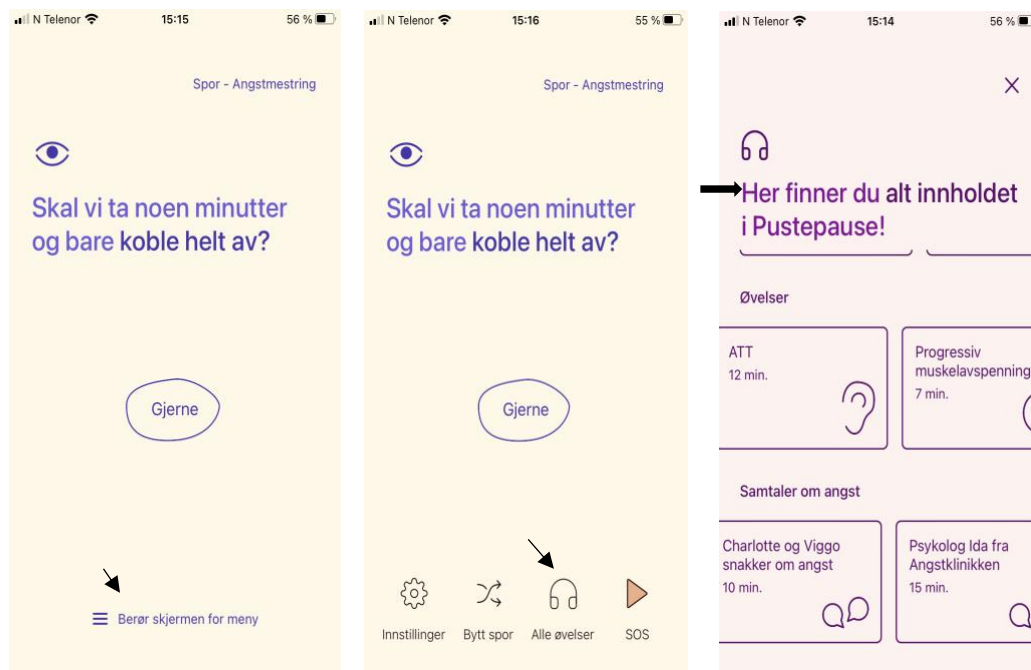 N Telenor 15:15 56 %
Spor - Angstmestring
Skal vi ta noen minutter
og bare koble helt av?
Gjerne
Berør skjermen for meny
N Telenor 15:16 55 %
Spor - Angstmestring
Skal vi ta noen minutter
og bare koble helt av?
Gjerne
Innstillinger Bytt spor Alle øvelser SOS
N Telenor 15:14 56 %
Her finner du alt innholdet
i Pustepause!
Øvelser
ATT
12 min.
Progressiv
muskelavspenning
7 min.
Samtaler om angst
Charlotte og Viggo
snakker om angst
10 min.
Psykolog Ida fra
Angstklinikken
15 min.